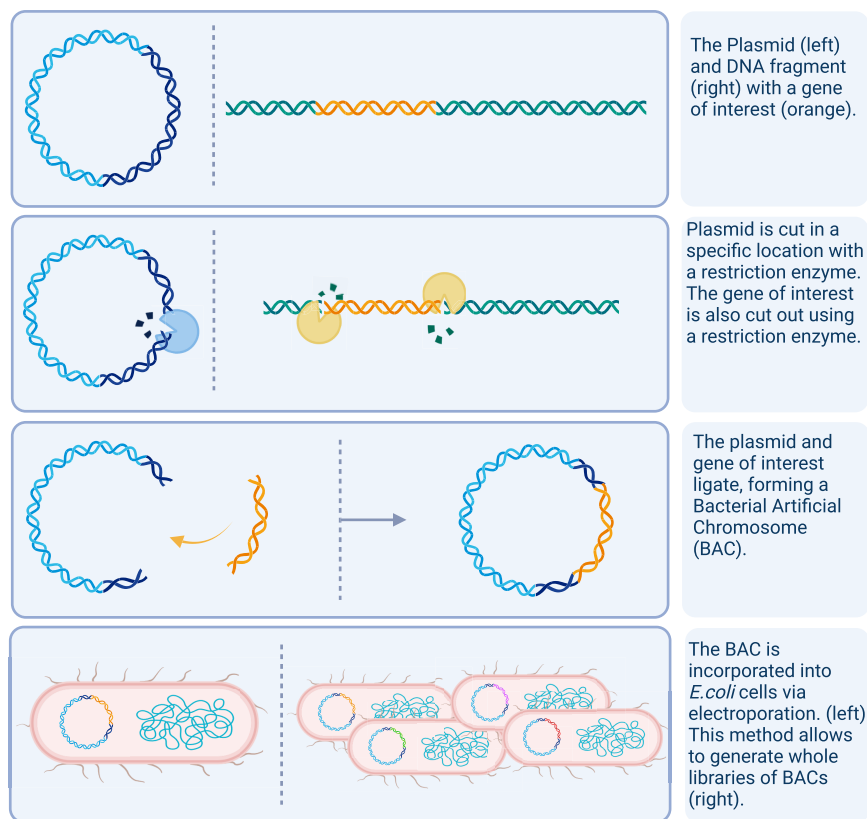 The Plasmid (left)
and DNA fragment
(right) with a gene
of interest (orange).
Plasmid is cut in a
specific location with
a restriction enzyme.
The gene of interest
is also cut out using
a restriction enzyme.
The plasmid and
gene of interest
ligate, forming a
Bacterial Artificial
Chromosome
(BAC).
The BAC is
incorporated into
E.coli cells via
electroporation. (left)
This method allows
to generate whole
libraries of BACs
(right).